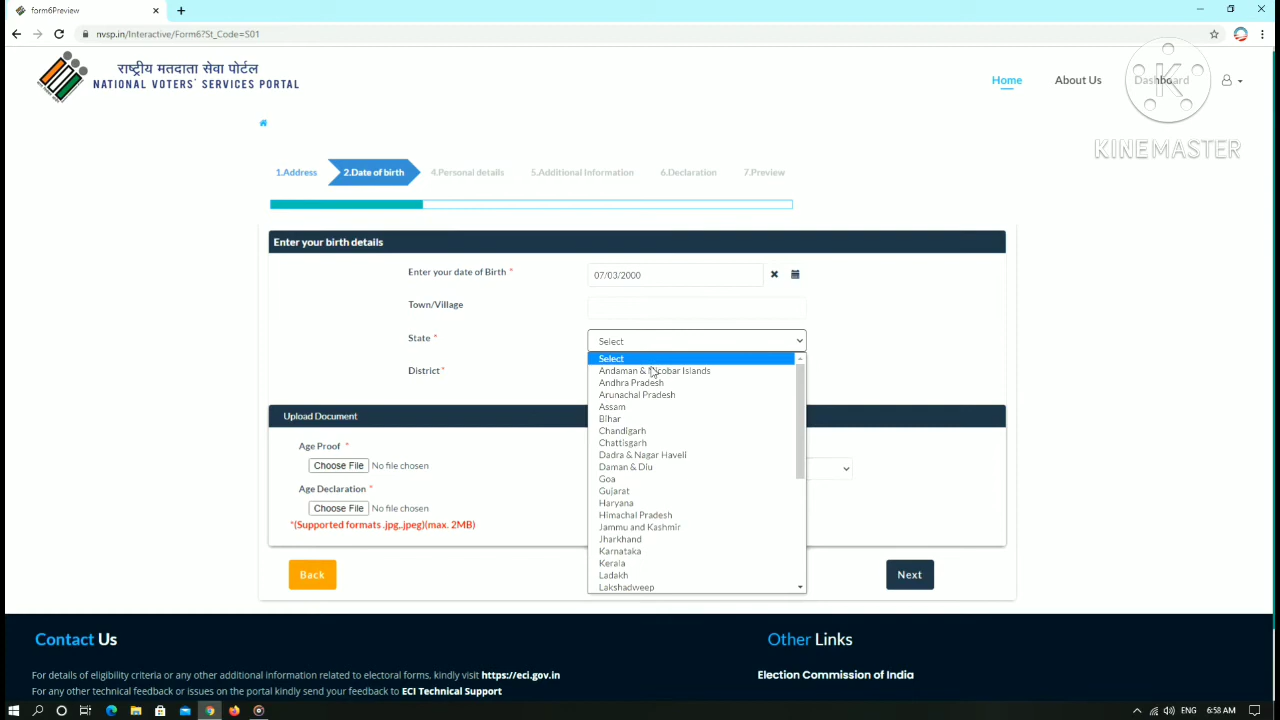 form6Preview
nvsp.in/Interactive/Form6?St_Code=S01
राष्ट्रीय मतदाता सेवा पोर्टल
NATIONAL VOTERS' SERVICES PORTAL
Home About Us Dashboard
K
KINEMASTER
1.Address 2.Date of birth 4.Personal details 5.Additional Information 6.Declaration 7.Preview
Enter your birth details
Enter your date of Birth * 07/03/2000
Town/Village
State * Select
District *
Select
Andaman & Nicobar Islands
Andhra Pradesh
Arunachal Pradesh
Assam
Bihar
Chandigarh
Chattisgarh
Dadra & Nagar Haveli
Daman & Diu
Goa
Gujarat
Haryana
Himachal Pradesh
Jammu and Kashmir
Jharkhand
Karnataka
Kerala
Ladakh
Lakshadweep
Upload Document
Age Proof *
Choose File No file chosen
Age Declaration *
Choose File No file chosen
*(Supported formats .jpg,.jpeg)(max. 2MB)
Back Next
Contact Us
For details of eligibility criteria or any other additional information related to electoral forms, kindly visit https://eci.gov.in
For any other technical feedback or issues on the portal kindly send your feedback to ECI Technical Support
Other Links
Election Commission of India
ENG 6:58 AM